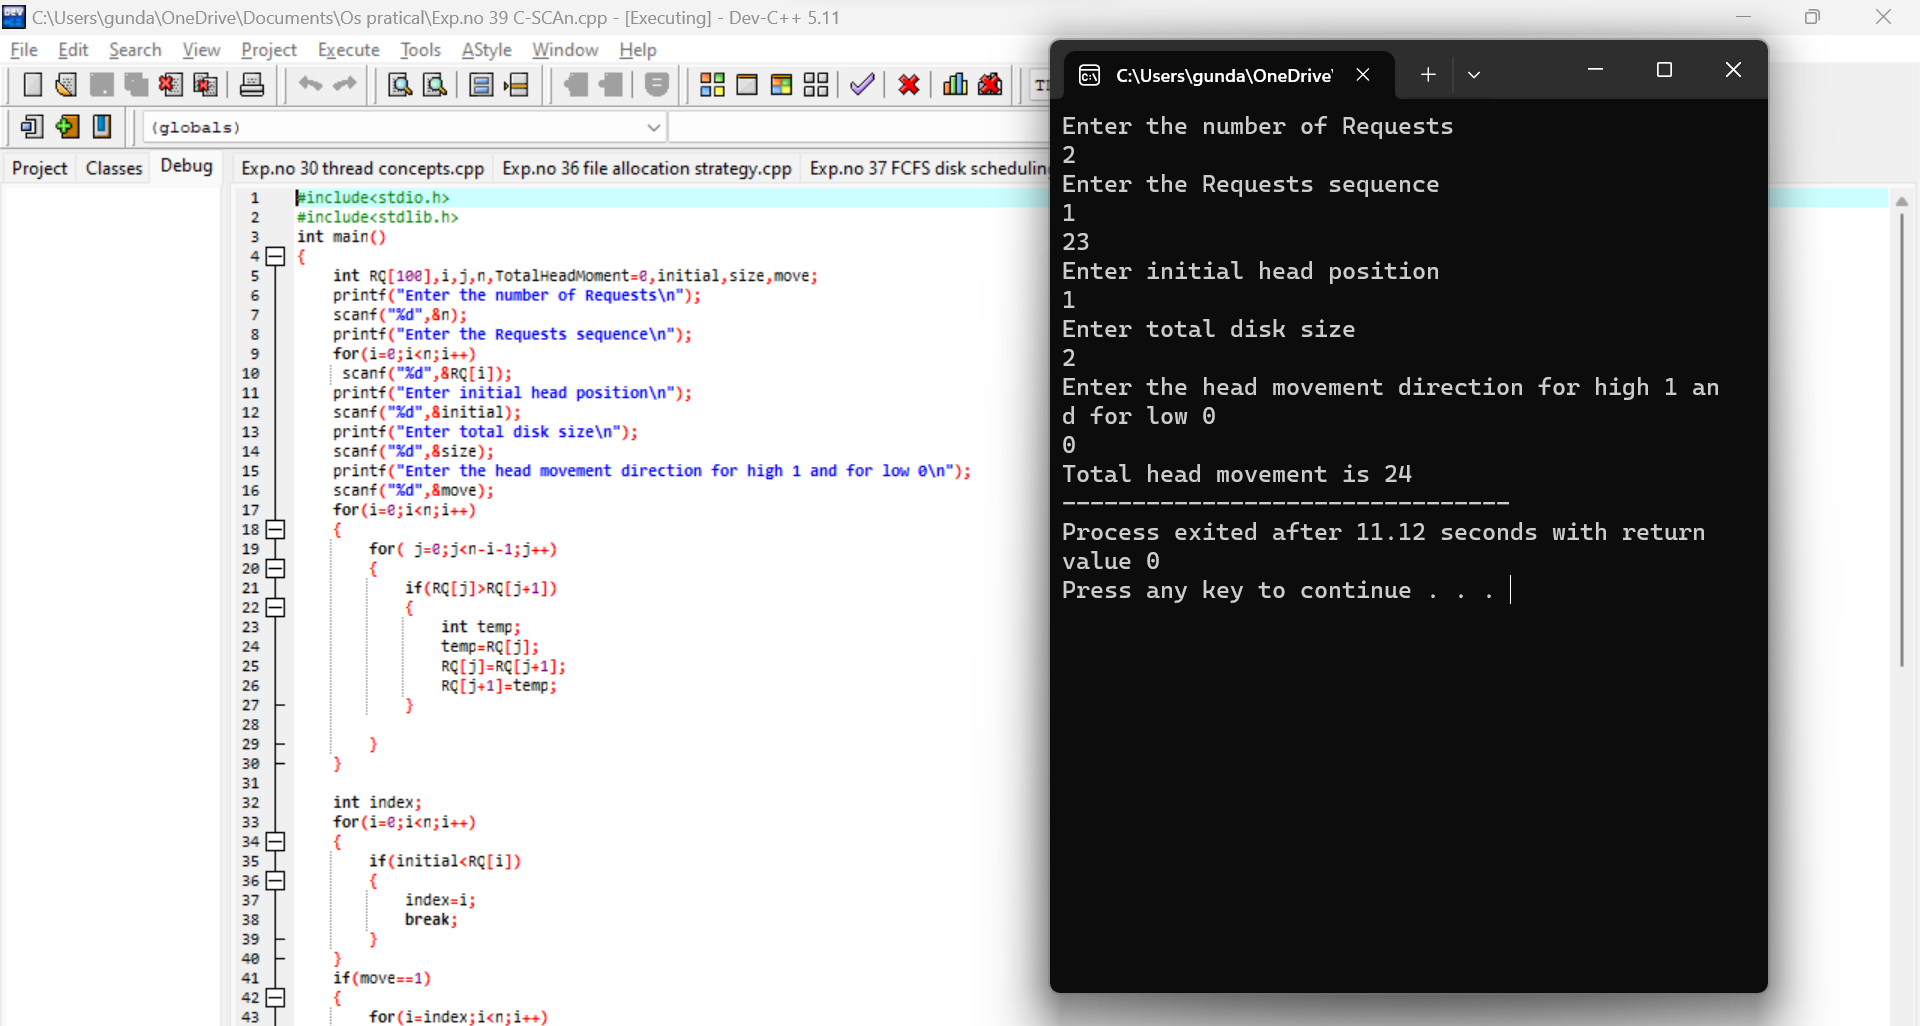 C:\Users\gunda\OneDrive\Documents\Os pratical\Exp.no 39 C-SCAn.cpp - [Executing] - Dev-C++ 5.11
File Edit Search View Project Execute Tools AStyle Window Help
(globals)
Project Classes Debug
Exp.no 30 thread concepts.cpp Exp.no 36 file allocation strategy.cpp Exp.no 37 FCFS disk scheduling
1 #include<stdio.h>
2 #include<stdlib.h>
3 int main()
4 {
5 int RQ[100],i,j,n,TotalHeadMoment=0,initial,size,move;
6 printf("Enter the number of Requests\n");
7 scanf("%d",&n);
8 printf("Enter the Requests sequence\n");
9 for(i=0;i<n;i++)
10 scanf("%d",&RQ[i]);
11 printf("Enter initial head position\n");
12 scanf("%d",&initial);
13 printf("Enter total disk size\n");
14 scanf("%d",&size);
15 printf("Enter the head movement direction for high 1 and for low 0\n");
16 scanf("%d",&move);
17 for(i=0;i<n;i++)
18 {
19 for( j=0;j<n-i-1;j++)
20 {
21 if(RQ[j]>RQ[j+1])
22 {
23 int temp;
24 temp=RQ[j];
25 RQ[j]=RQ[j+1];
26 RQ[j+1]=temp;
27 }
28
29 }
30 }
31
32 int index;
33 for(i=0;i<n;i++)
34 {
35 if(initial<RQ[i])
36 {
37 index=i;
38 break;
39 }
40 }
41 if(move==1)
42 {
43 for(i=index;i<n;i++)
C:\Users\gunda\OneDrive\
Enter the number of Requests
2
Enter the Requests sequence
1
23
Enter initial head position
1
Enter total disk size
2
Enter the head movement direction for high 1 an
d for low 0
0
Total head movement is 24
--------------------------------
Process exited after 11.12 seconds with return
value 0
Press any key to continue . . .